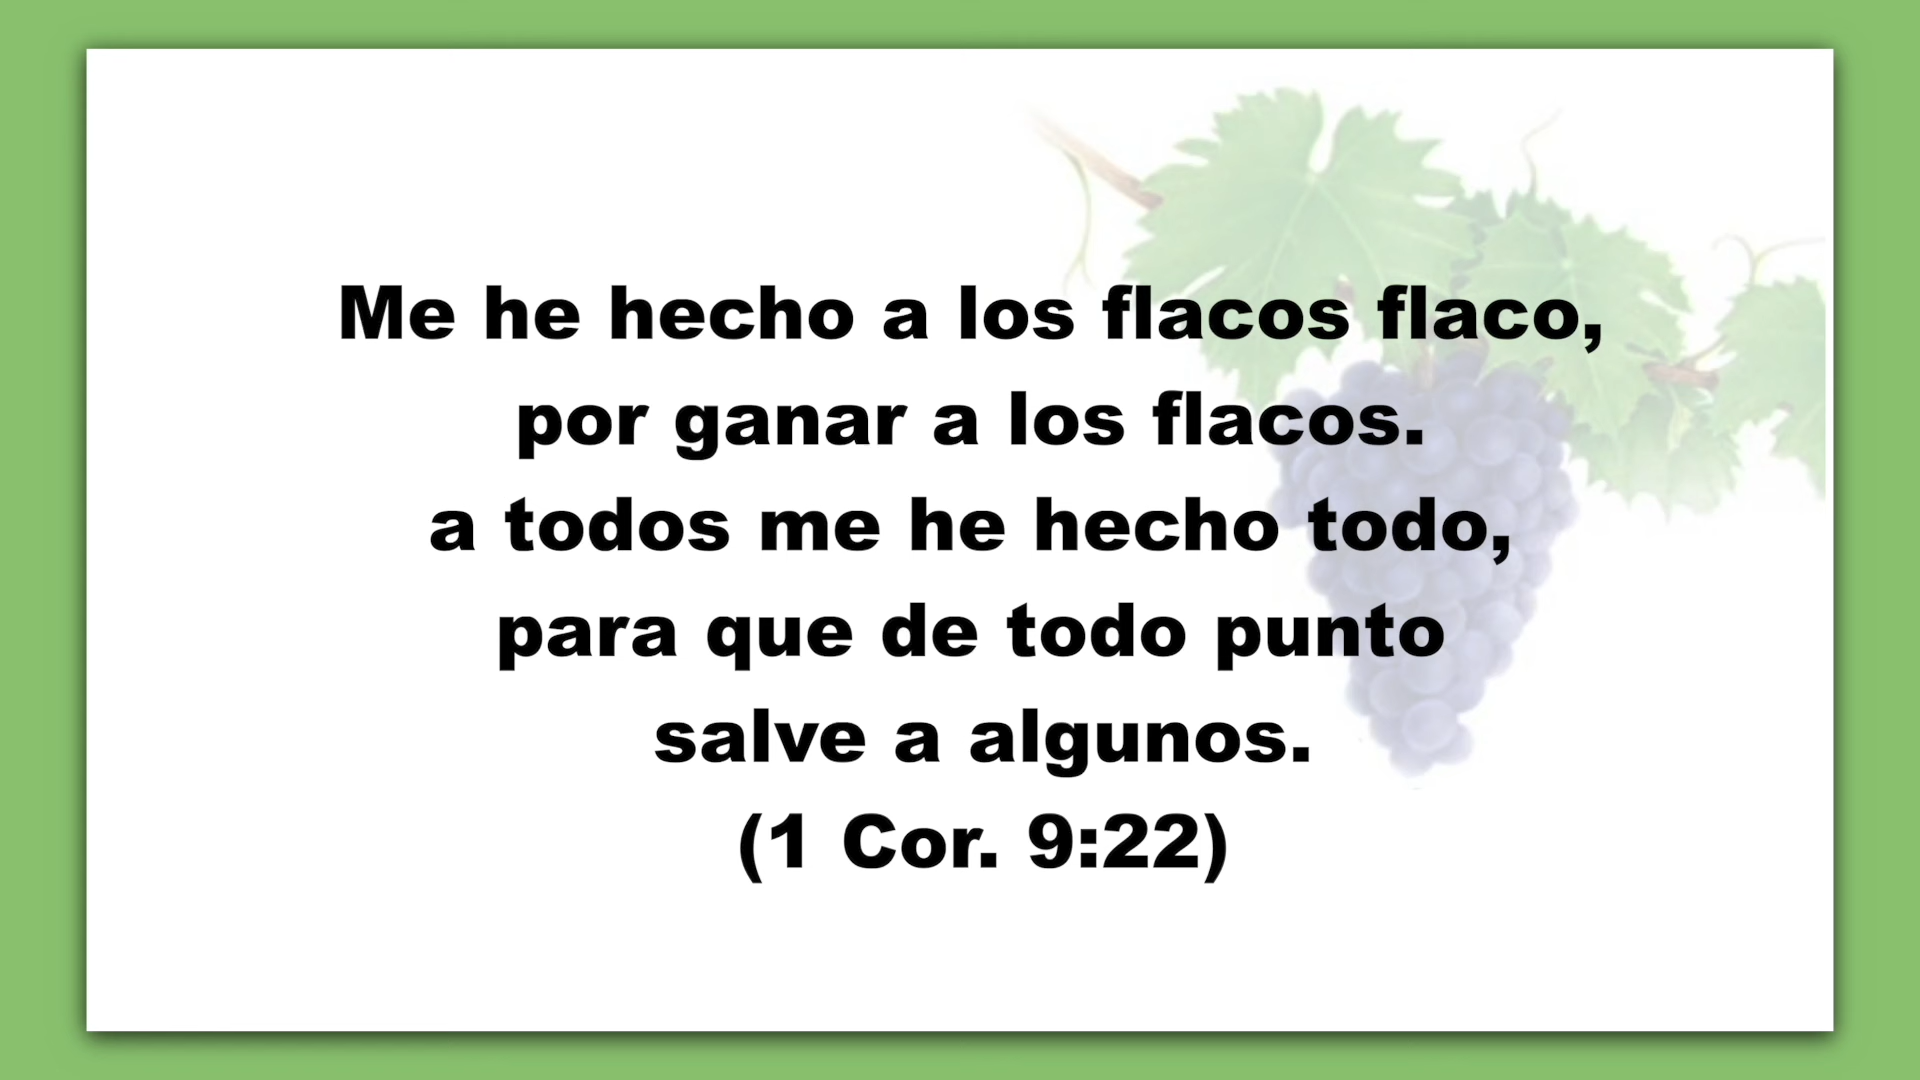 Me he hecho a los flacos flaco,
por ganar a los flacos.
a todos me he hecho todo,
para que de todo punto
salve a algunos.
(1 Cor. 9:22)